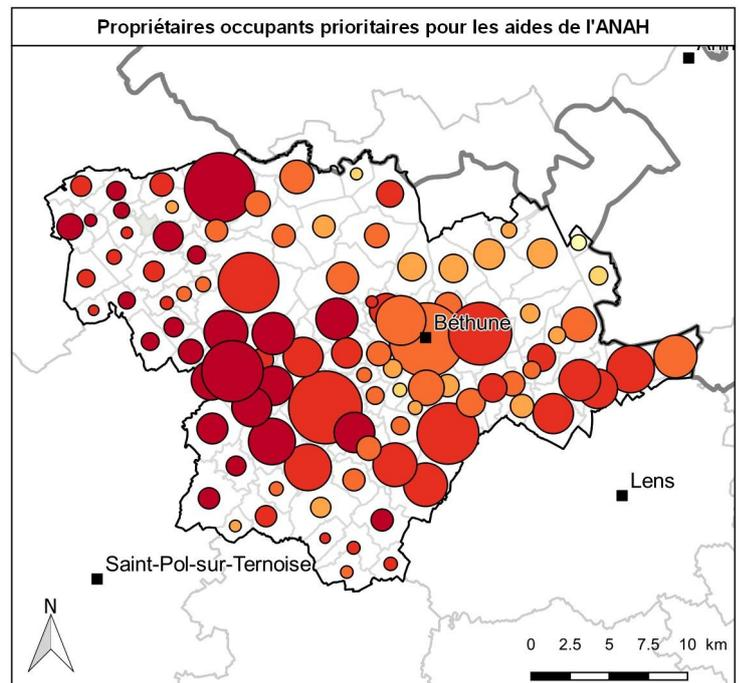 Propriétaires occupants prioritaires pour les aides de l'ANAH
Béthune
Lens
Saint-Pol-sur-Ternoise
N
0 2.5 5 7.5 10 km